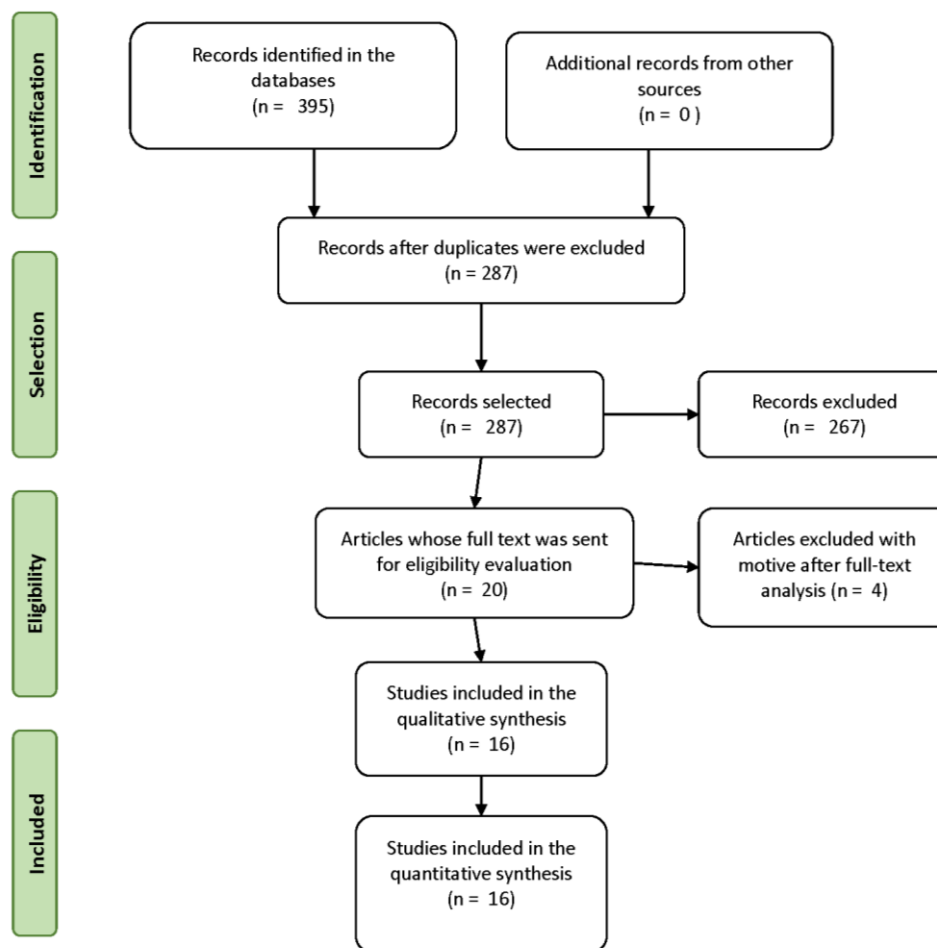 Identification
Records identified in the
databases
(n = 395)
Additional records from other
sources
(n = 0 )
Records after duplicates were excluded
(n = 287)
Selection
Records selected
(n = 287)
Records excluded
(n = 267)
Eligibility
Articles whose full text was sent
for eligibility evaluation
(n = 20)
Articles excluded with
motive after full-text
analysis (n = 4)
Studies included in the
qualitative synthesis
(n = 16)
Included
Studies included in the
quantitative synthesis
(n = 16)